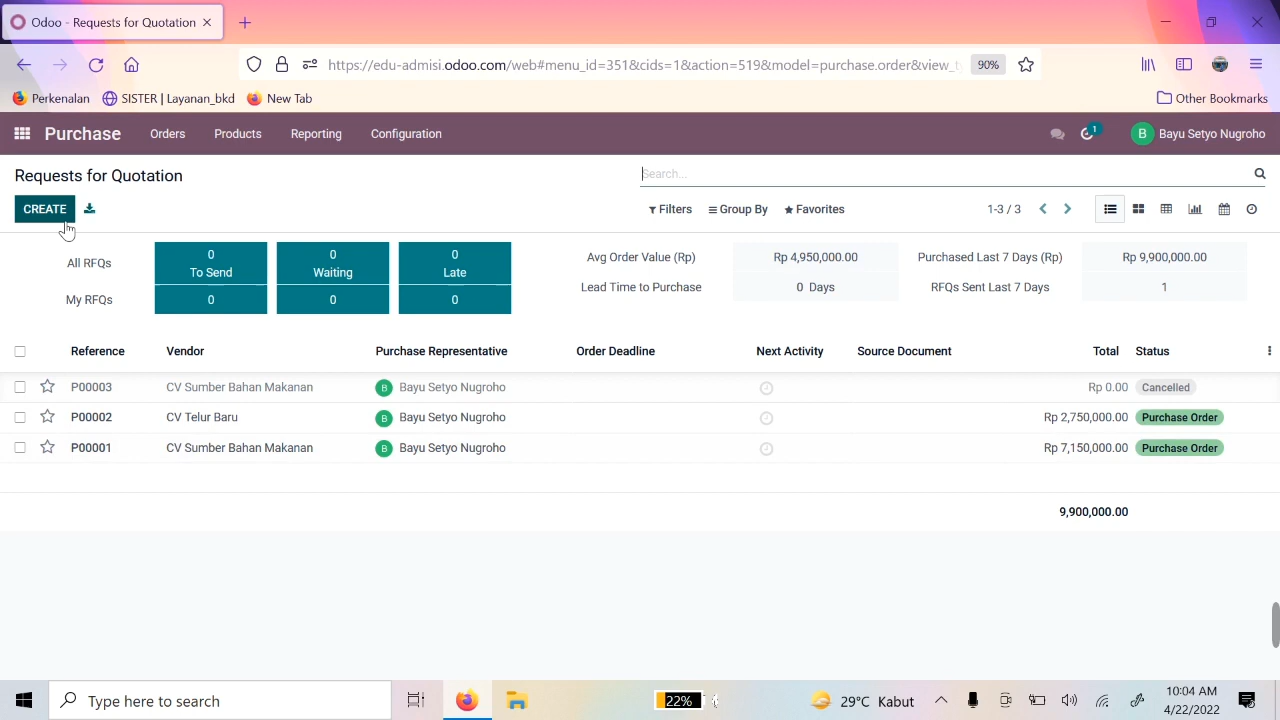 Odoo - Requests for Quotation
https://edu-admisi.odoo.com/web#menu_id=351&cids=1&action=519&model=purchase.order&view_
90%
Perkenalan
SISTER | Layanan_bkd
New Tab
Other Bookmarks
Purchase
Orders
Products
Reporting
Configuration
1
B
Bayu Setyo Nugroho
Requests for Quotation
Search...
CREATE
Filters
Group By
Favorites
1-3 / 3
All RFQs
0
To Send
0
Waiting
0
Late
My RFQs
0
0
0
Avg Order Value (Rp)
Rp 4,950,000.00
Purchased Last 7 Days (Rp)
Rp 9,900,000.00
Lead Time to Purchase
0 Days
RFQs Sent Last 7 Days
1
Reference Vendor Purchase Representative Order Deadline Next Activity Source Document Total Status
P00003 CV Sumber Bahan Makanan B Bayu Setyo Nugroho Rp 0.00 Cancelled
P00002 CV Telur Baru B Bayu Setyo Nugroho Rp 2,750,000.00 Purchase Order
P00001 CV Sumber Bahan Makanan B Bayu Setyo Nugroho Rp 7,150,000.00 Purchase Order
9,900,000.00
Type here to search
22%
29°C Kabut
10:04 AM
4/22/2022